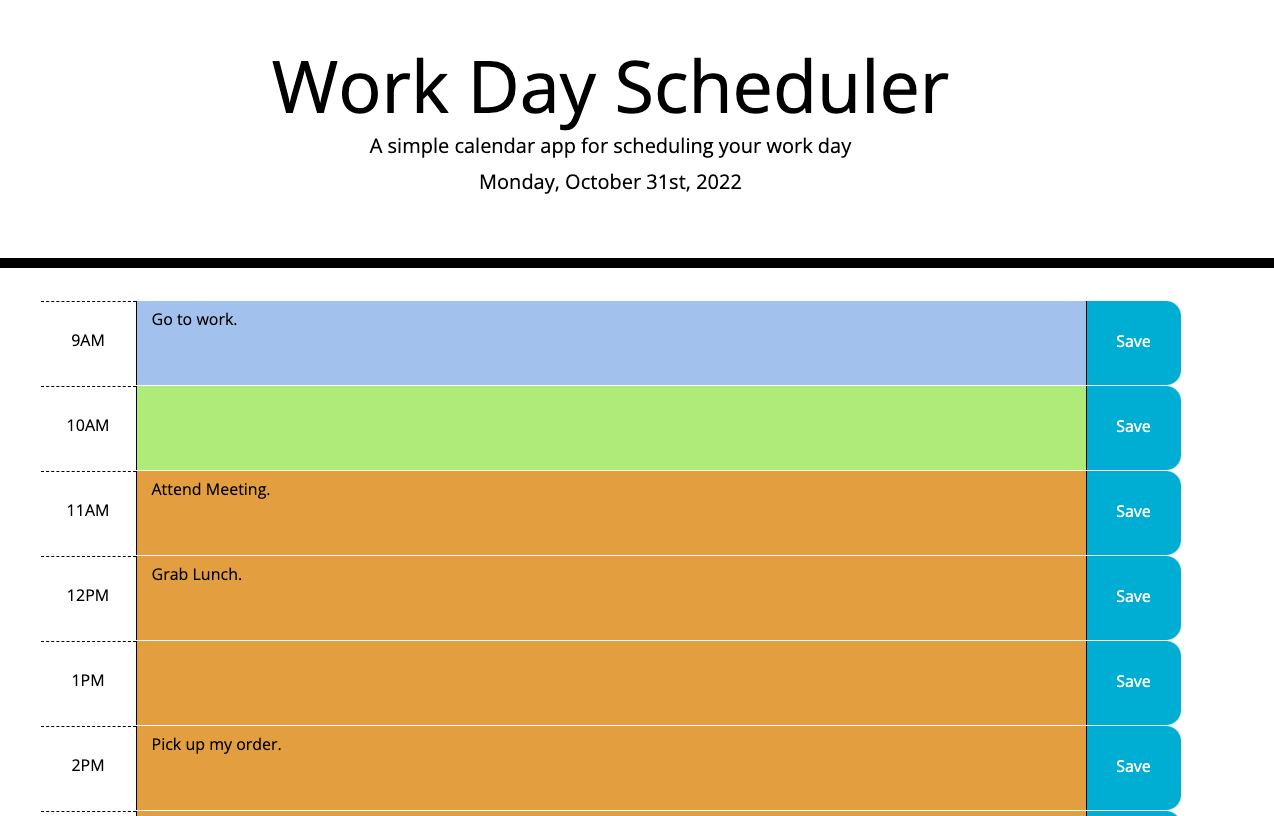 Work Day Scheduler
A simple calendar app for scheduling your work day
Monday, October 31st, 2022
9AM Go to work. Save
10AM Save
11AM Attend Meeting. Save
12PM Grab Lunch. Save
1PM Save
2PM Pick up my order. Save